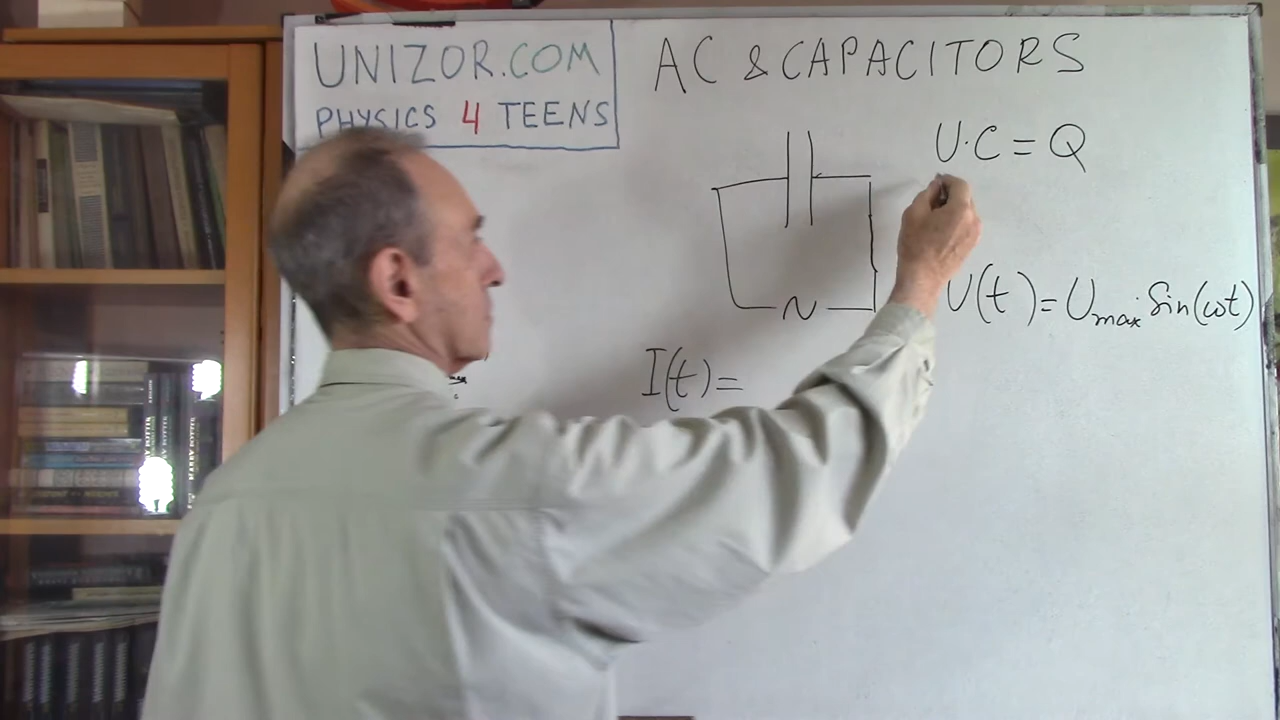 UNIZOR.COM
PHYSICS 4 TEENS
AC & CAPACITORS
U·C = Q
~
U(t) = Umax·Sin(ωt)
I(t) =